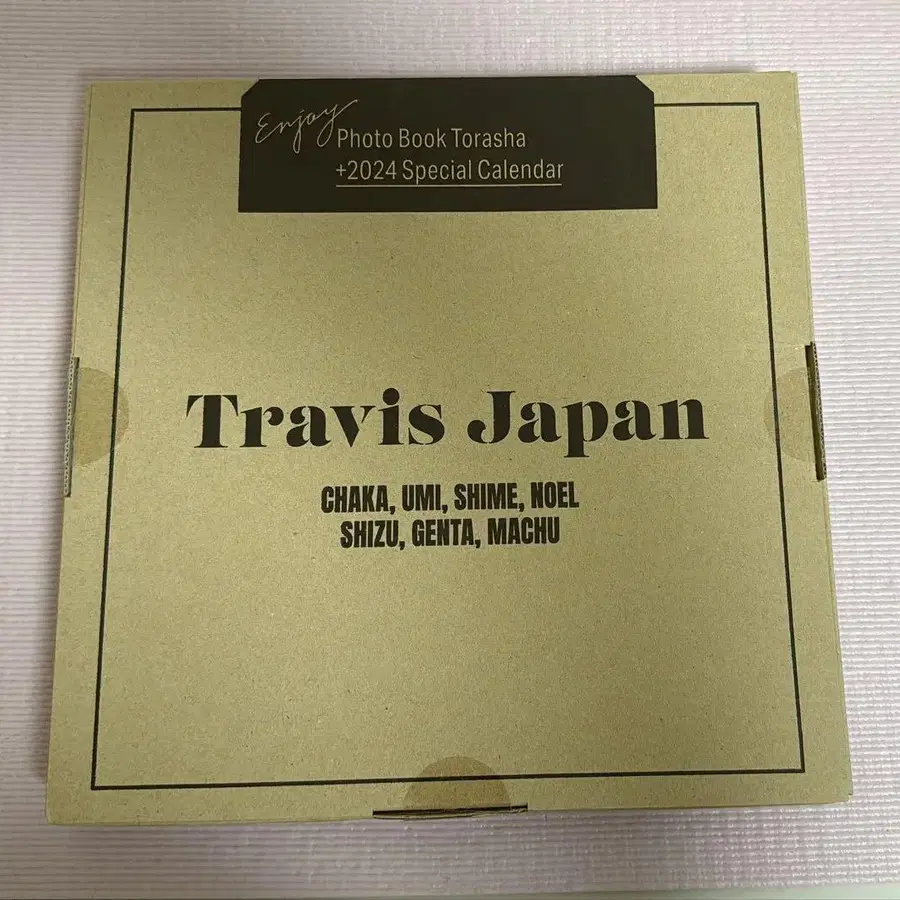 Enjoy
Photo Book Torasha
+2024 Special Calendar
Travis Japan
CHAKA, UMI, SHIME, NOEL
SHIZU, GENTA, MACHU